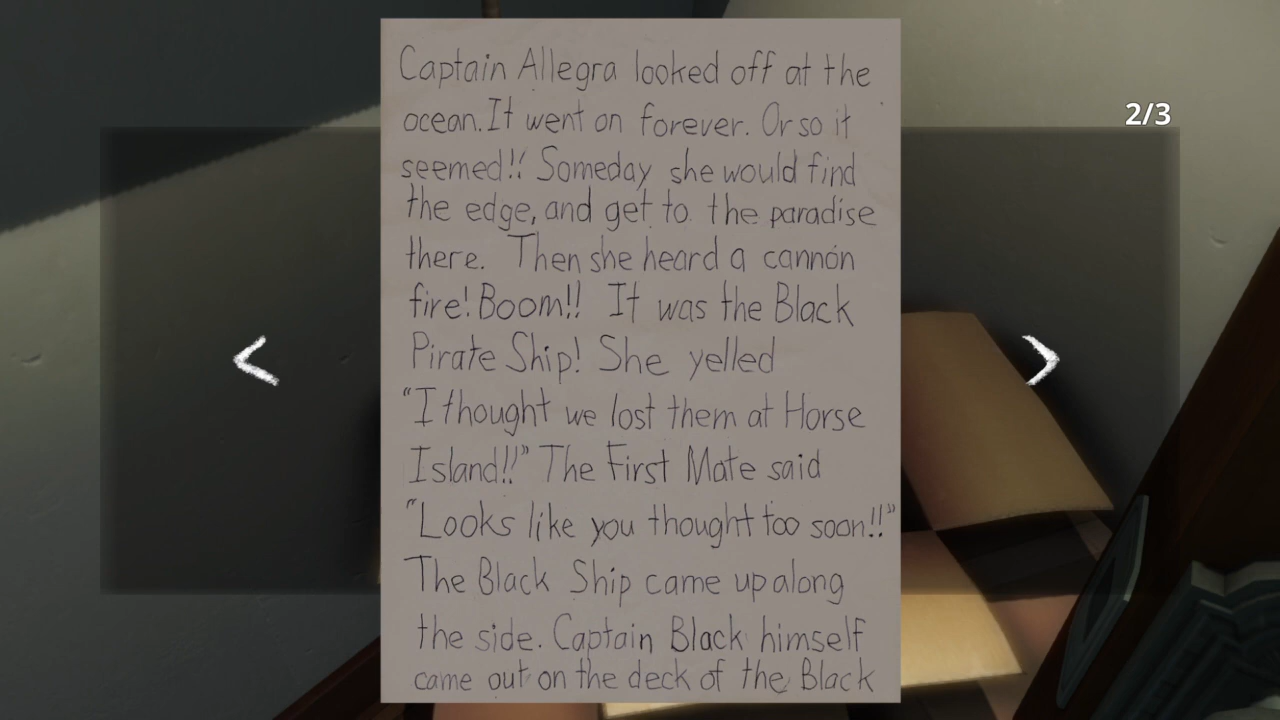 Captain Allegra looked off at the
ocean. It went on forever. Or so it
seemed!! Someday she would find
the edge, and get to the paradise
there. Then she heard a cannon
fire! Boom!! It was the Black
Pirate Ship! She yelled
"I thought we lost them at Horse
Island!!" The First Mate said
"Looks like you thought too soon!!"
The Black Ship came up along
the side. Captain Black himself
came out on the deck of the Black
2/3